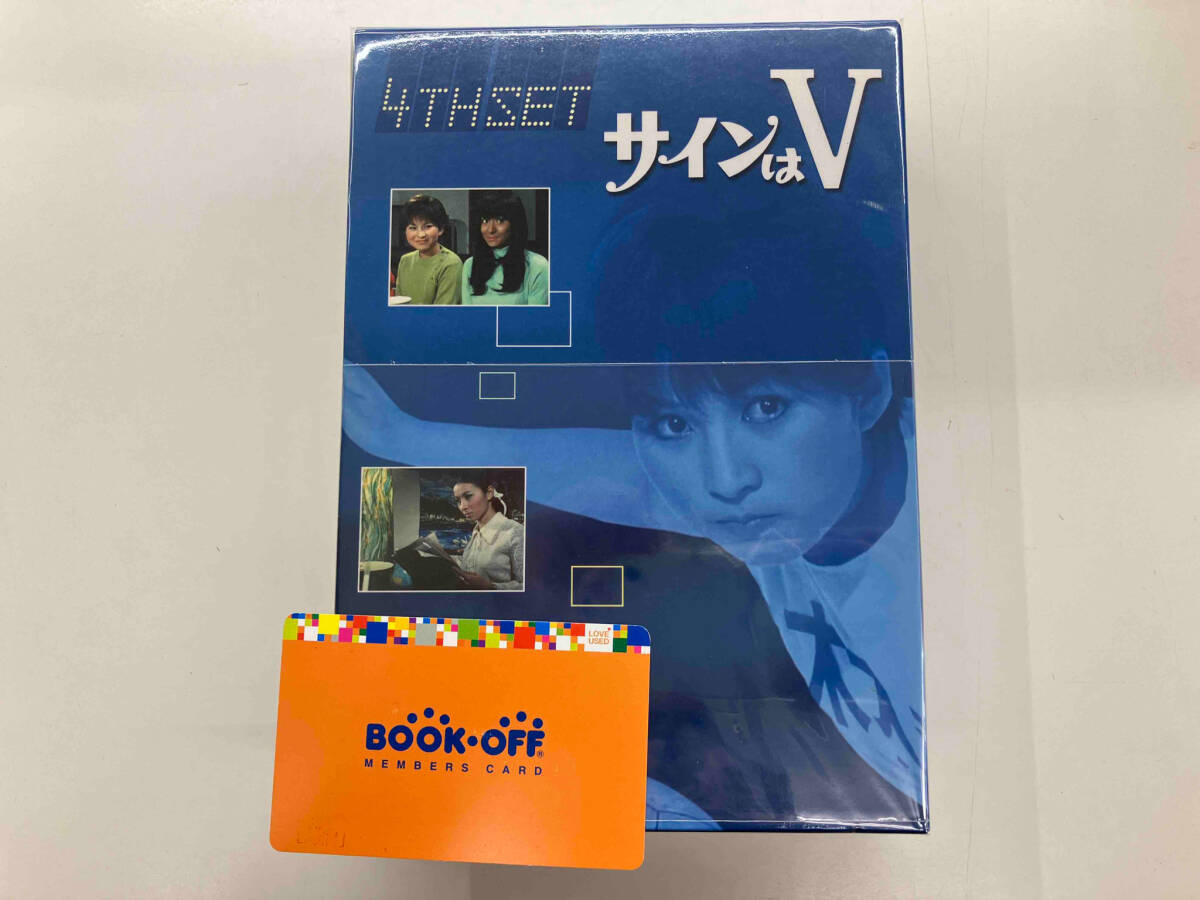 4THSET
サインはV
LOVE
USED
BOOK・OFF®
MEMBERS CARD